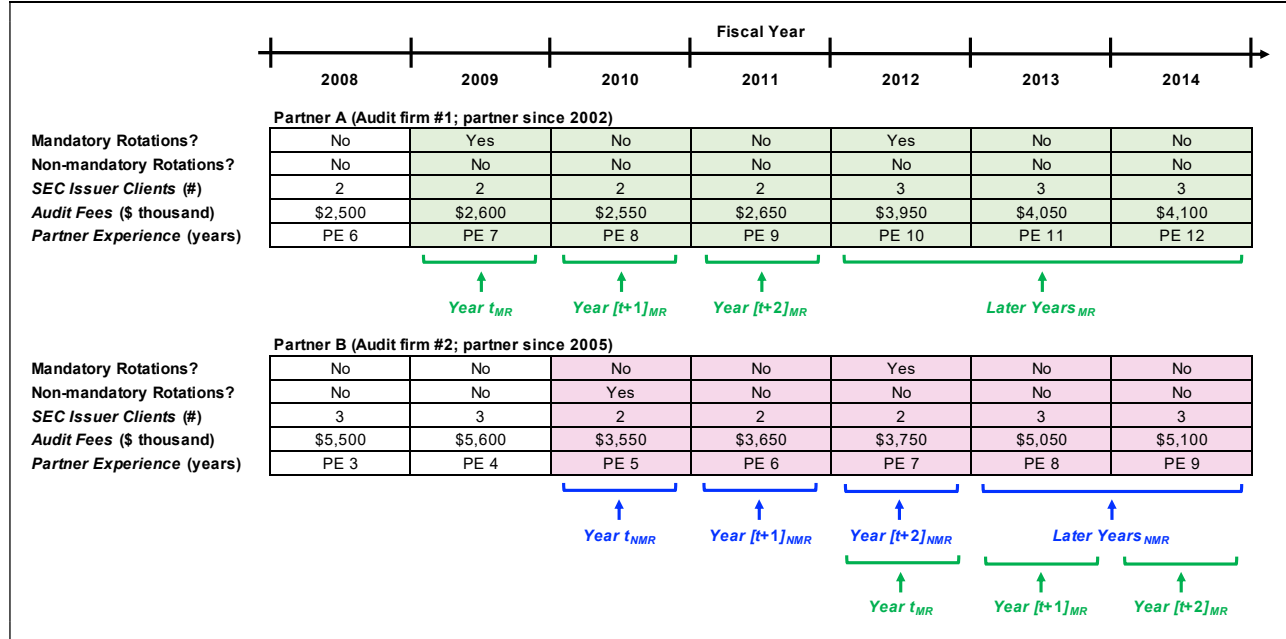 Fiscal Year
2008 2009 2010 2011 2012 2013 2014
Partner A (Audit firm #1; partner since 2002)
Mandatory Rotations? No Yes No No Yes No No
Non-mandatory Rotations? No No No No No No No
SEC Issuer Clients (#) 2 2 2 2 3 3 3
Audit Fees ($ thousand) $2,500 $2,600 $2,550 $2,650 $3,950 $4,050 $4,100
Partner Experience (years) PE 6 PE 7 PE 8 PE 9 PE 10 PE 11 PE 12
Year tMR Year [t+1]MR Year [t+2]MR Later YearsMR
Partner B (Audit firm #2; partner since 2005)
Mandatory Rotations? No No No No Yes No No
Non-mandatory Rotations? No No Yes No No No No
SEC Issuer Clients (#) 3 3 2 2 2 3 3
Audit Fees ($ thousand) $5,500 $5,600 $3,550 $3,650 $3,750 $5,050 $5,100
Partner Experience (years) PE 3 PE 4 PE 5 PE 6 PE 7 PE 8 PE 9
Year tNMR Year [t+1]NMR Year [t+2]NMR Later YearsNMR
Year tMR Year [t+1]MR Year [t+2]MR